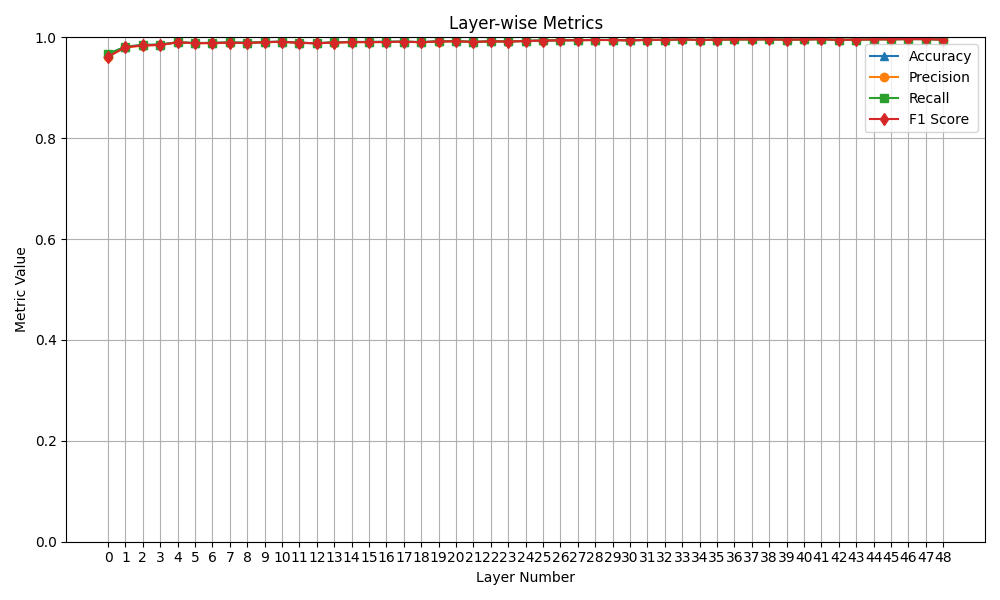 Layer-wise Metrics
1.0
0.8
0.6
0.4
0.2
0.0
Metric Value
Accuracy
Precision
Recall
F1 Score
0 1 2 3 4 5 6 7 8 9 10 11 12 13 14 15 16 17 18 19 20 21 22 23 24 25 26 27 28 29 30 31 32 33 34 35 36 37 38 39 40 41 42 43 44 45 46 47 48
Layer Number